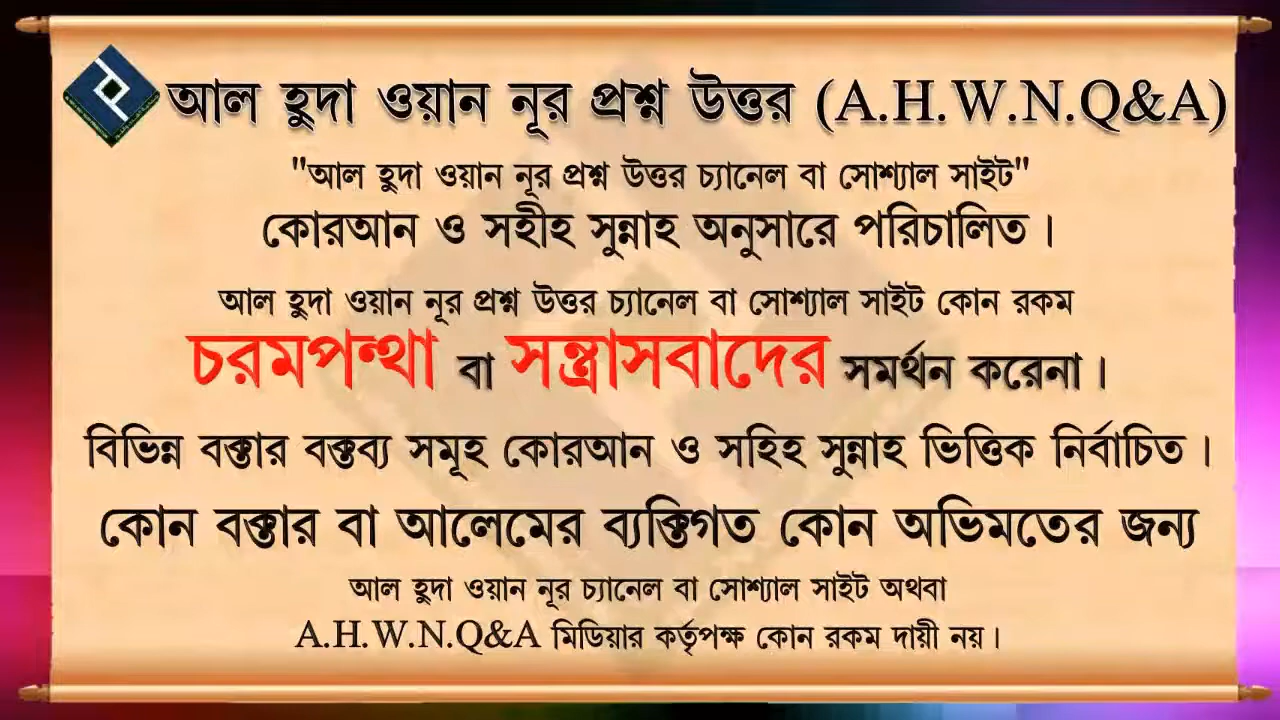 আল হুদা ওয়ান নূর প্রশ্ন উত্তর (A.H.W.N.Q&A)
"আল হুদা ওয়ান নূর প্রশ্ন উত্তর চ্যানেল বা সোশ্যাল সাইট"
কোরআন ও সহীহ সুন্নাহ অনুসারে পরিচালিত ।
আল হুদা ওয়ান নূর প্রশ্ন উত্তর চ্যানেল বা সোশ্যাল সাইট কোন রকম
চরমপন্থা বা সন্ত্রাসবাদের সমর্থন করেনা ।
বিভিন্ন বক্তার বক্তব্য সমূহ কোরআন ও সহিহ সুন্নাহ ভিত্তিক নির্বাচিত ।
কোন বক্তার বা আলেমের ব্যক্তিগত কোন অভিমতের জন্য
আল হুদা ওয়ান নূর চ্যানেল বা সোশ্যাল সাইট অথবা
A.H.W.N.Q&A মিডিয়ার কর্তৃপক্ষ কোন রকম দায়ী নয় ।